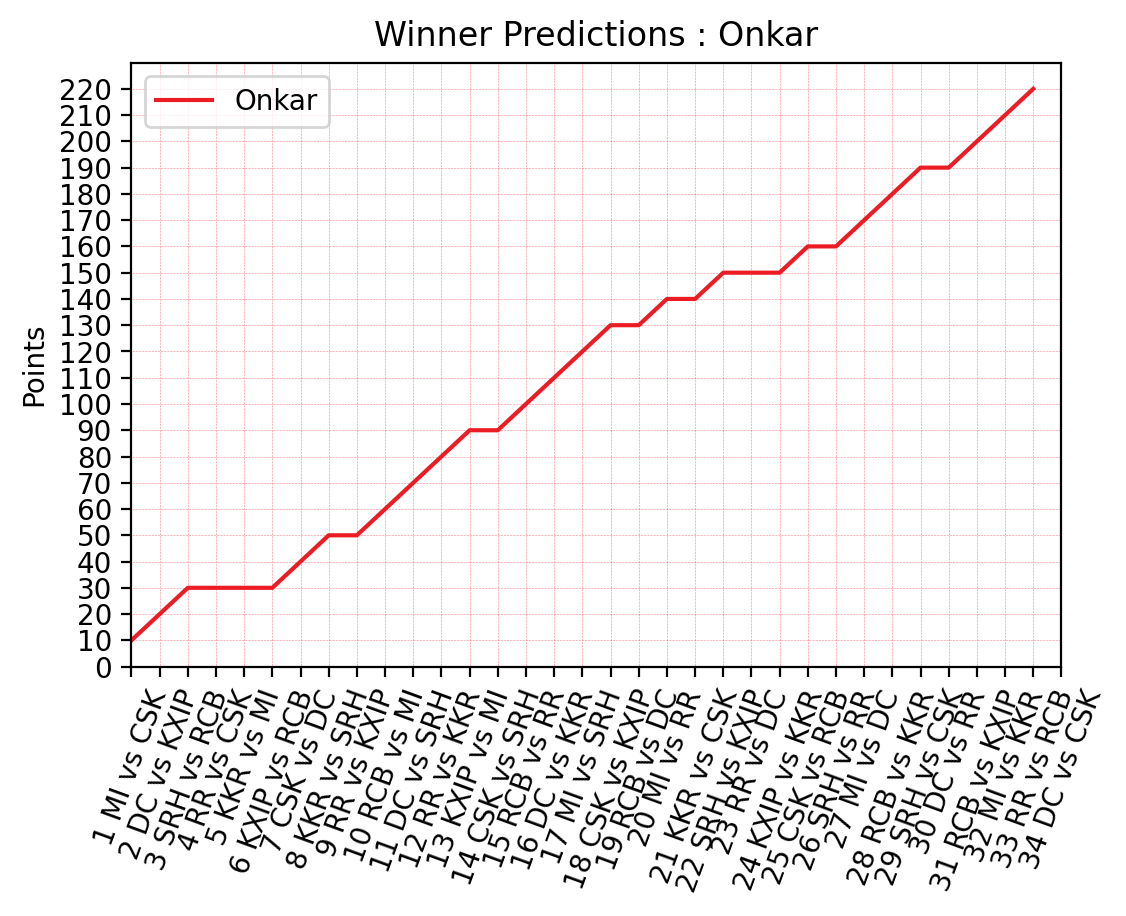 Winner Predictions : Onkar
Onkar
Points
220
210
200
190
180
170
160
150
140
130
120
110
100
90
80
70
60
50
40
30
20
10
0
1 MI vs CSK
2 DC vs KXIP
3 SRH vs RCB
4 RR vs CSK
5 KKR vs MI
6 KXIP vs RCB
7 CSK vs DC
8 KKR vs SRH
9 RR vs KXIP
10 RCB vs MI
11 DC vs SRH
12 RR vs KKR
13 KXIP vs MI
14 CSK vs SRH
15 RCB vs RR
16 DC vs KKR
17 MI vs SRH
18 CSK vs KXIP
19 RCB vs DC
20 MI vs RR
21 KKR vs CSK
22 SRH vs KXIP
23 RR vs DC
24 KXIP vs KKR
25 CSK vs RCB
26 SRH vs RR
27 MI vs DC
28 RCB vs KKR
29 SRH vs CSK
30 DC vs RR
31 RCB vs KXIP
32 MI vs KKR
33 RR vs RCB
34 DC vs CSK